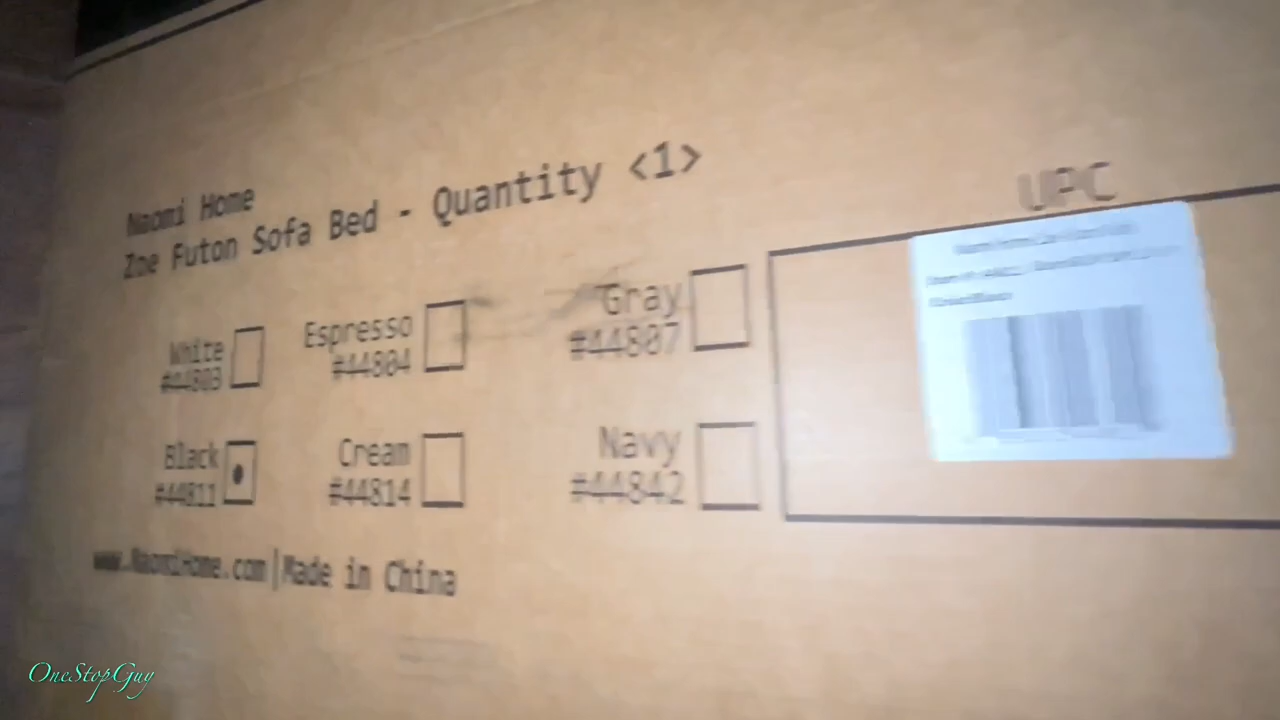 Naomi Home
Zoe Futon Sofa Bed - Quantity <1>
UPC
White
#44803
Espresso
#44804
Gray
#44807
Black
#44811
Cream
#44814
Navy
#44842
www.NaomiHome.com|Made in China
OneStopGuy